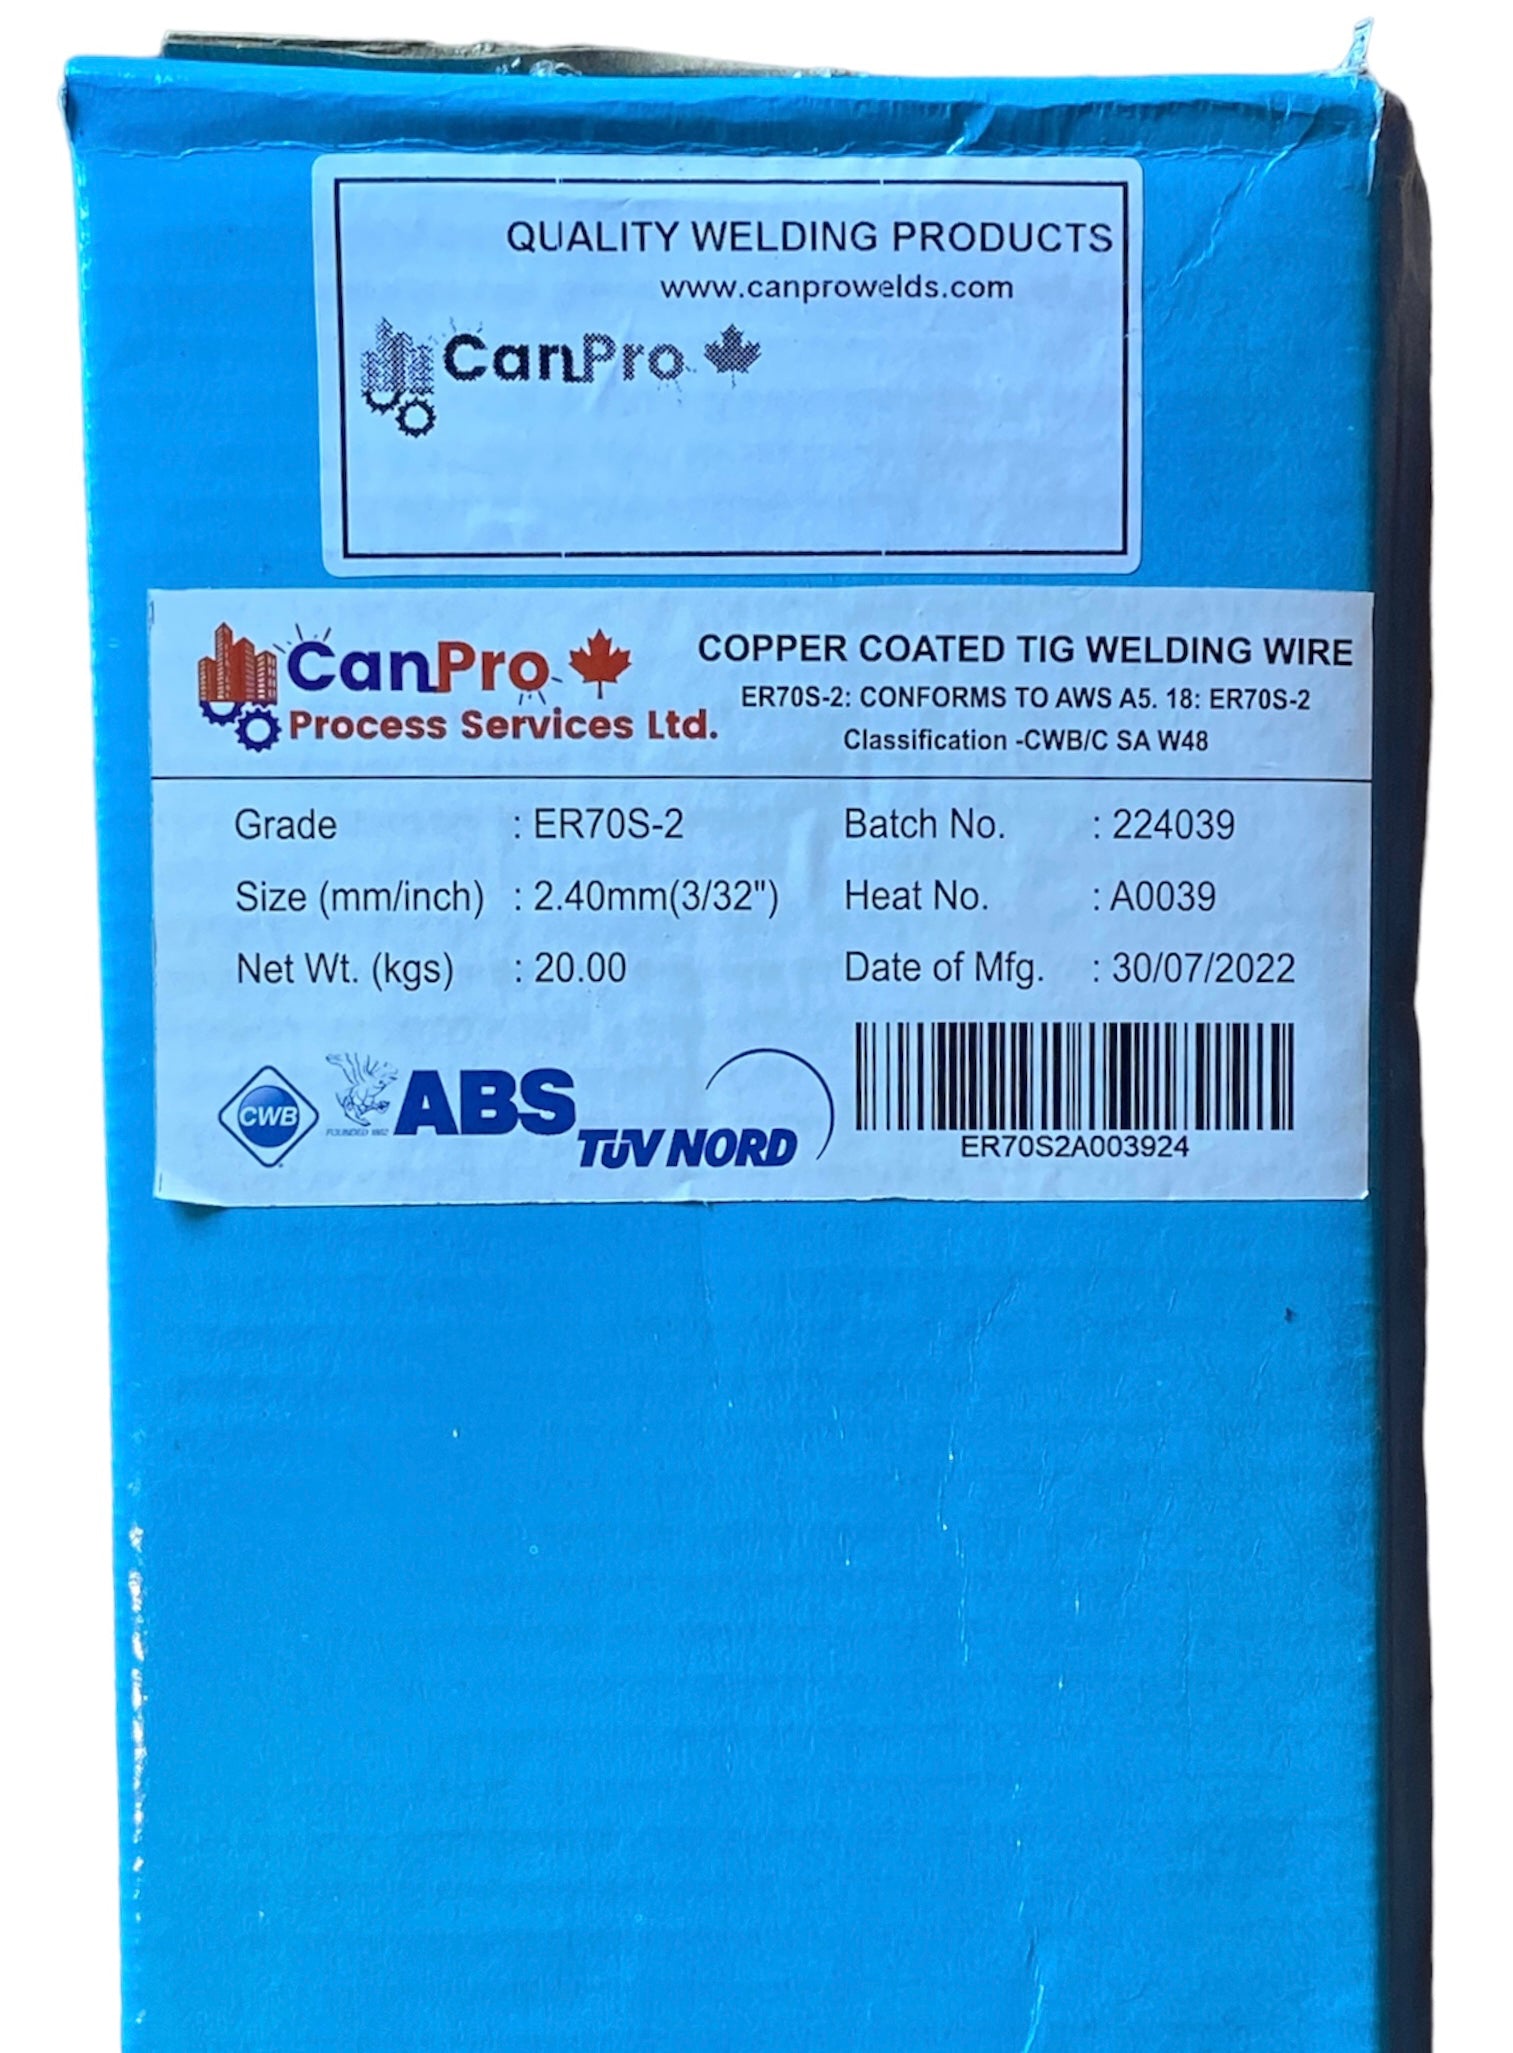 QUALITY WELDING PRODUCTS
www.canprowelds.com
CanPro
CanPro
Process Services Ltd.
COPPER COATED TIG WELDING WIRE
ER70S-2: CONFORMS TO AWS A5. 18: ER70S-2
Classification -CWB/C SA W48
Grade : ER70S-2 Batch No. : 224039
Size (mm/inch) : 2.40mm(3/32") Heat No. : A0039
Net Wt. (kgs) : 20.00 Date of Mfg. : 30/07/2022
CWB
FOUNDED 1862
ABS
TÜV NORD
ER70S2A003924